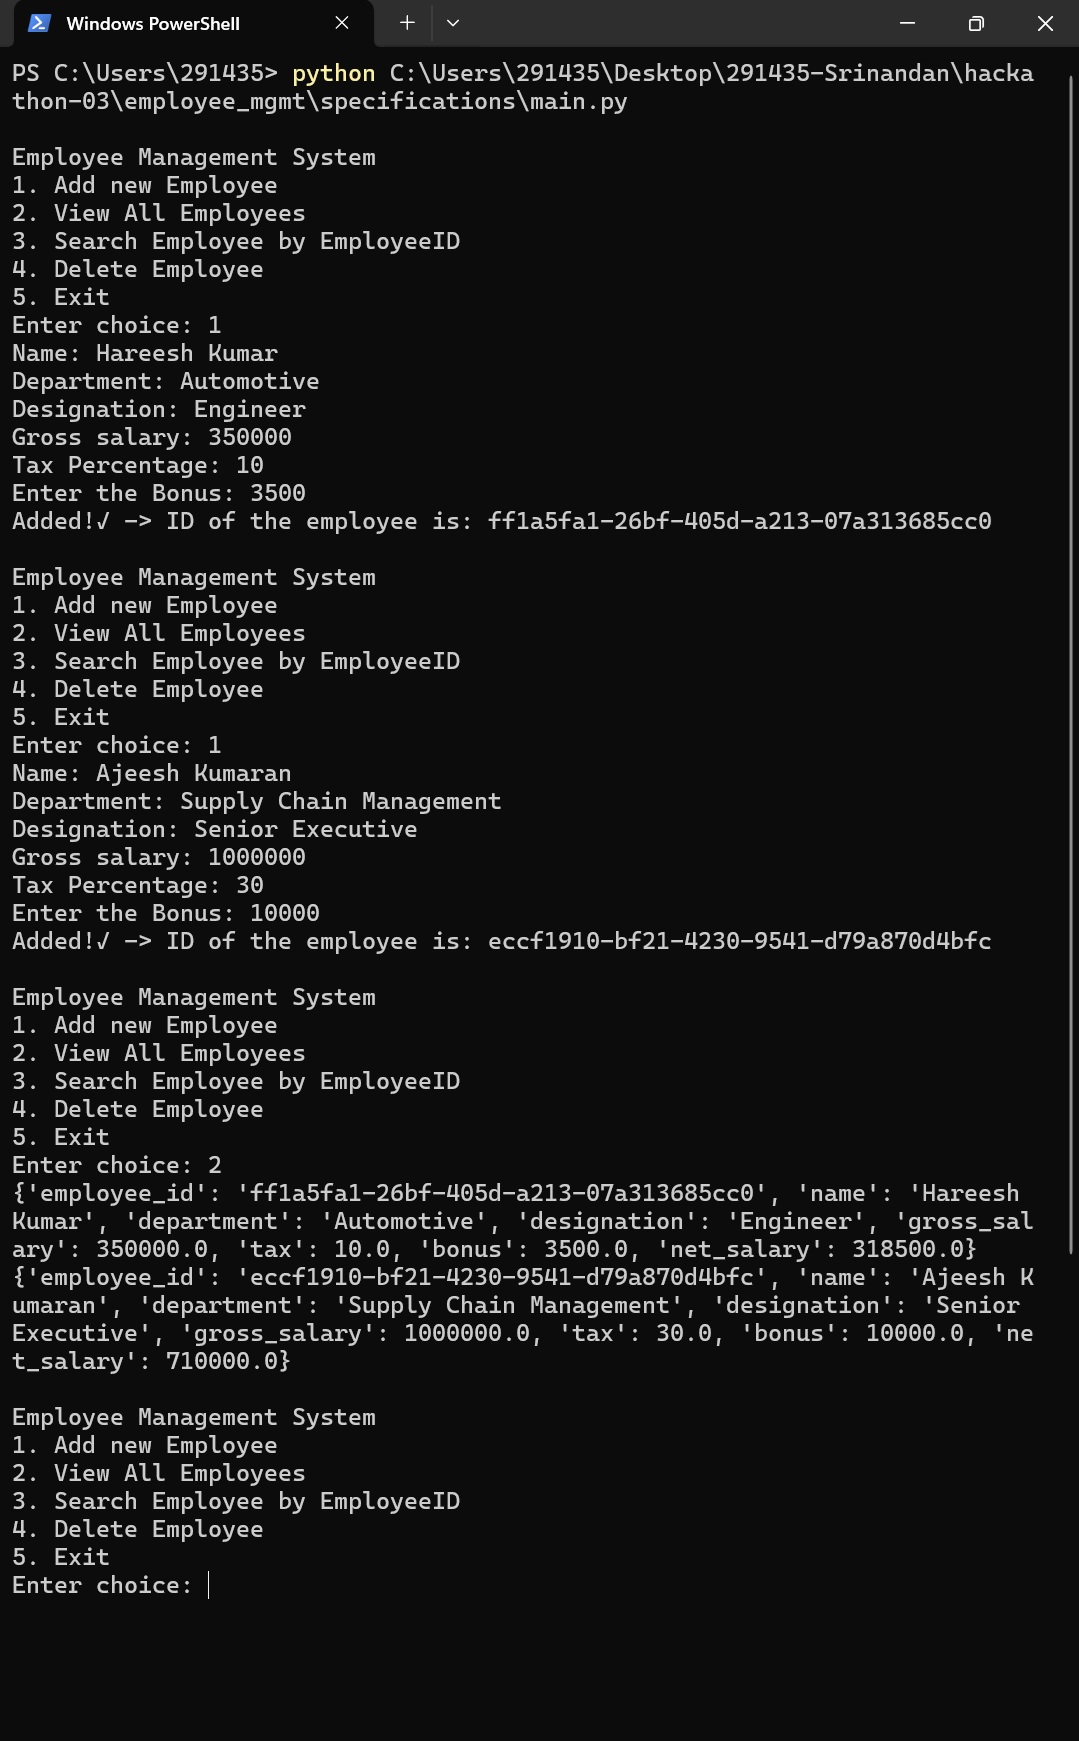 Windows PowerShell
PS C:\Users\291435> python C:\Users\291435\Desktop\291435-Srinandan\hacka
thon-03\employee_mgmt\specifications\main.py
Employee Management System
1. Add new Employee
2. View All Employees
3. Search Employee by EmployeeID
4. Delete Employee
5. Exit
Enter choice: 1
Name: Hareesh Kumar
Department: Automotive
Designation: Engineer
Gross salary: 350000
Tax Percentage: 10
Enter the Bonus: 3500
Added!✓ -> ID of the employee is: ff1a5fa1-26bf-405d-a213-07a313685cc0
Employee Management System
1. Add new Employee
2. View All Employees
3. Search Employee by EmployeeID
4. Delete Employee
5. Exit
Enter choice: 1
Name: Ajeesh Kumaran
Department: Supply Chain Management
Designation: Senior Executive
Gross salary: 1000000
Tax Percentage: 30
Enter the Bonus: 10000
Added!✓ -> ID of the employee is: eccf1910-bf21-4230-9541-d79a870d4bfc
Employee Management System
1. Add new Employee
2. View All Employees
3. Search Employee by EmployeeID
4. Delete Employee
5. Exit
Enter choice: 2
{'employee_id': 'ff1a5fa1-26bf-405d-a213-07a313685cc0', 'name': 'Hareesh
Kumar', 'department': 'Automotive', 'designation': 'Engineer', 'gross_sal
ary': 350000.0, 'tax': 10.0, 'bonus': 3500.0, 'net_salary': 318500.0}
{'employee_id': 'eccf1910-bf21-4230-9541-d79a870d4bfc', 'name': 'Ajeesh K
umaran', 'department': 'Supply Chain Management', 'designation': 'Senior
Executive', 'gross_salary': 1000000.0, 'tax': 30.0, 'bonus': 10000.0, 'ne
t_salary': 710000.0}
Employee Management System
1. Add new Employee
2. View All Employees
3. Search Employee by EmployeeID
4. Delete Employee
5. Exit
Enter choice: